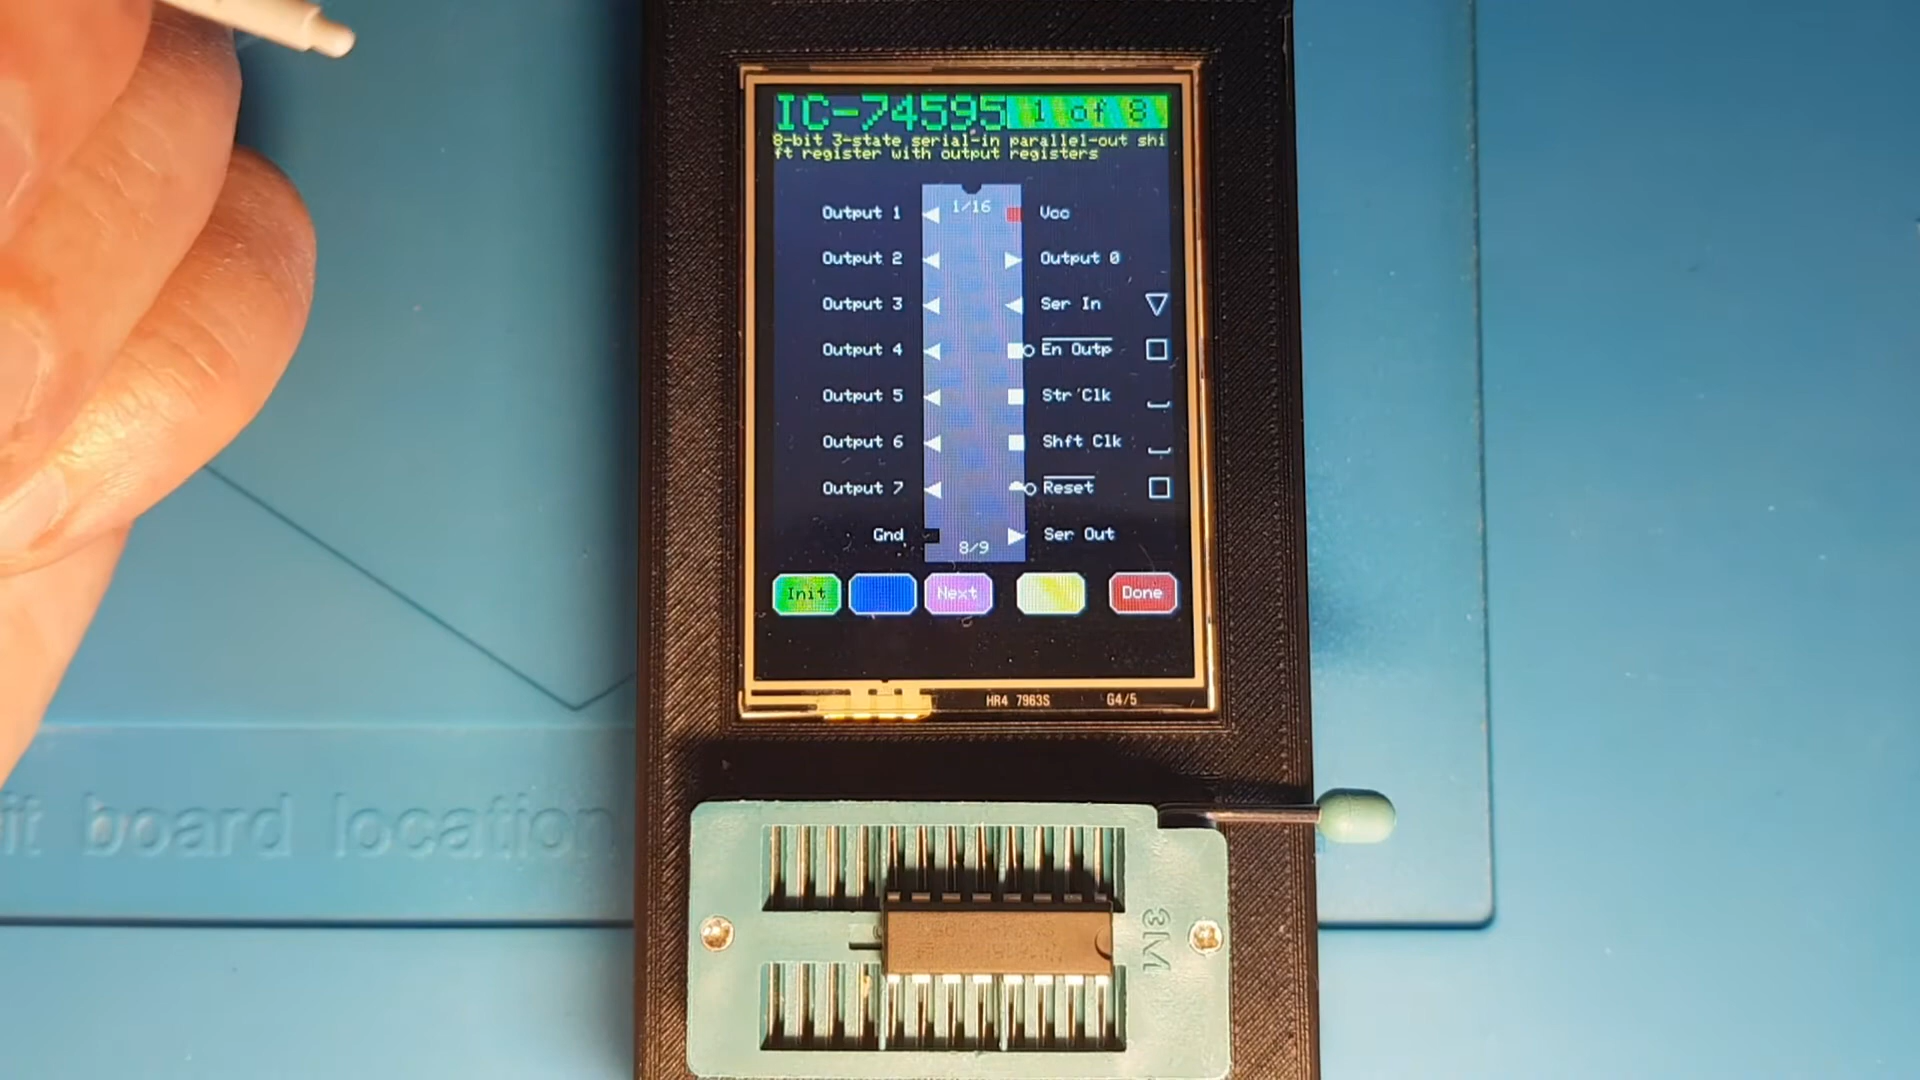 IC-74595 1 of 8
8-bit 3-state serial-in parallel-out shi
ft register with output registers
1/16
Output 1 Vcc
Output 2 Output 0
Output 3 Ser In
Output 4 En Outp
Output 5 Str Clk
Output 6 Shft Clk
Output 7 Reset
Gnd Ser Out
8/9
Init Next Done
HR4 7963S G4/5
it board location
3M